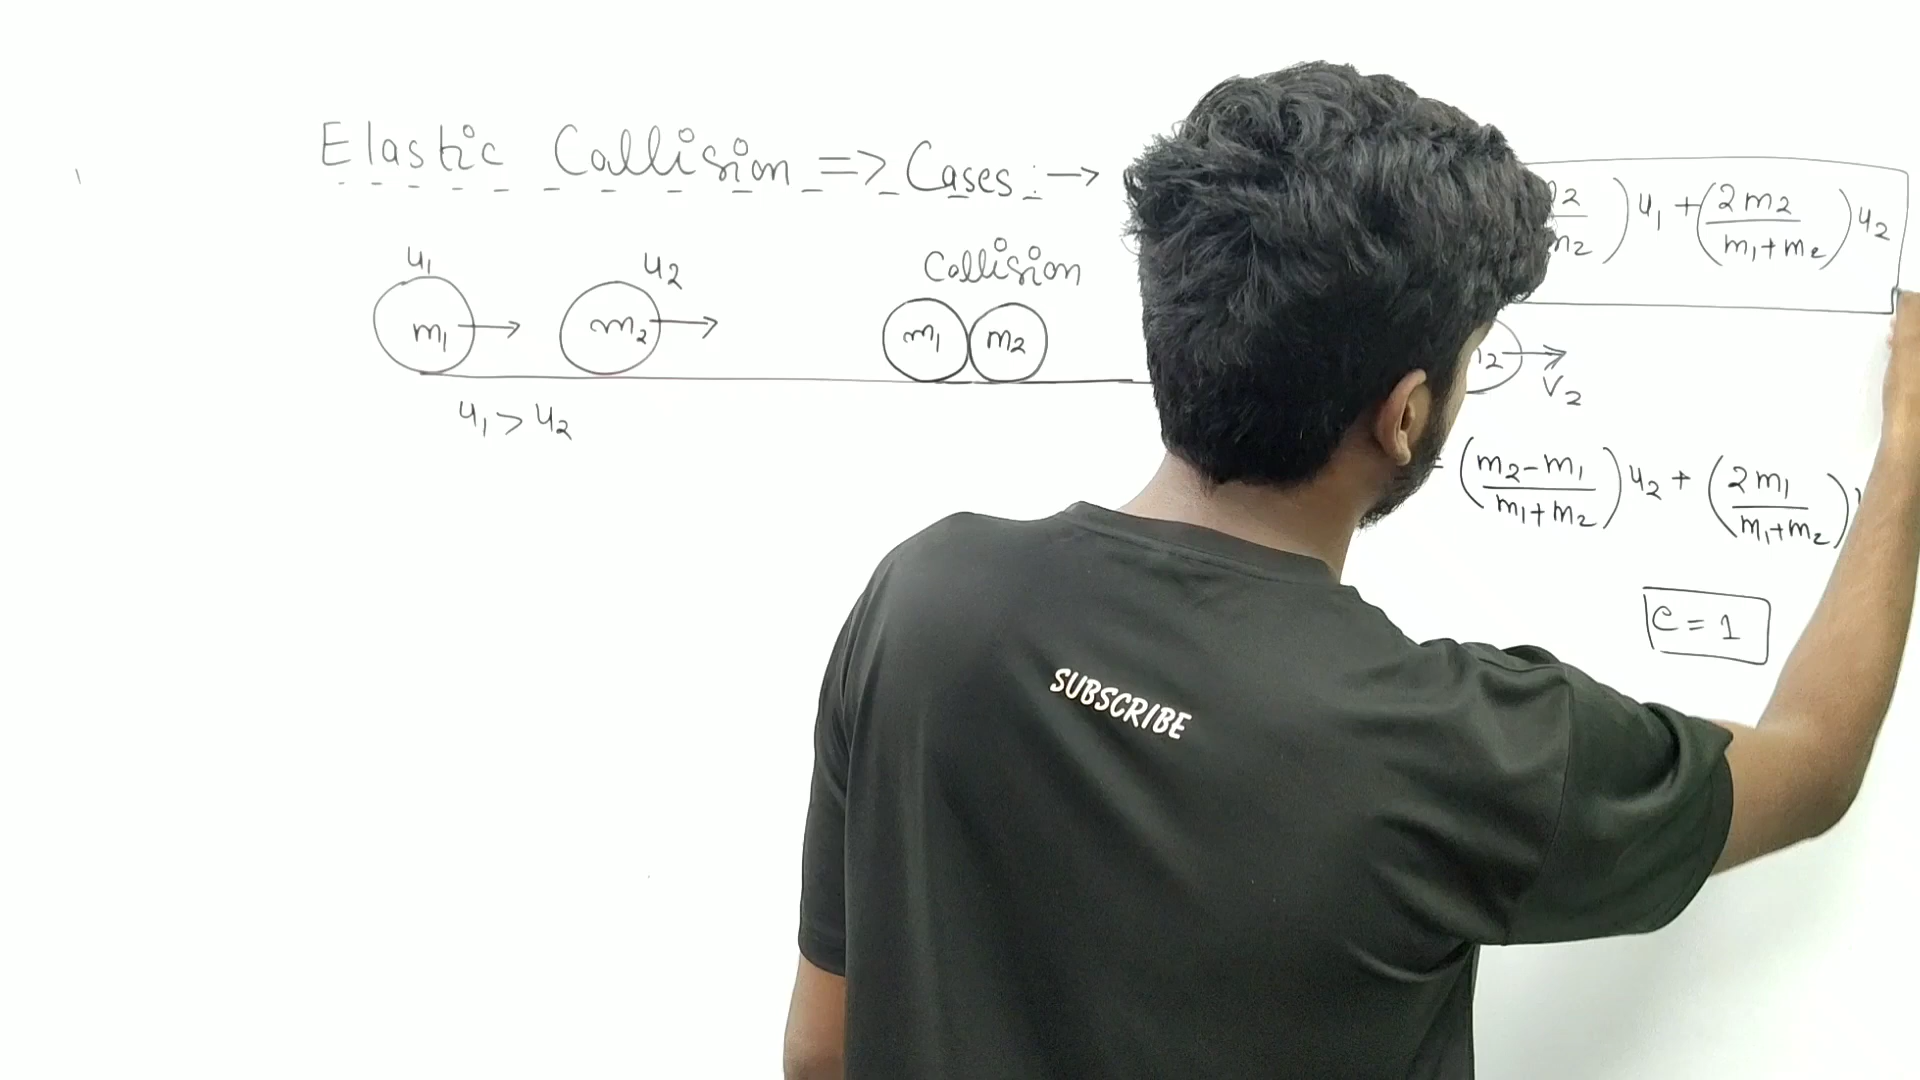 Elastic Collision => Cases :→
m2 ) u1 + (2m2 / m1+m2) u2
u1 u2 Collision
m1 m2 m1 m2
V2
u1 > u2
= (m2-m1 / m1+m2) u2 + (2m1 / m1+m2)
e = 1
SUBSCRIBE